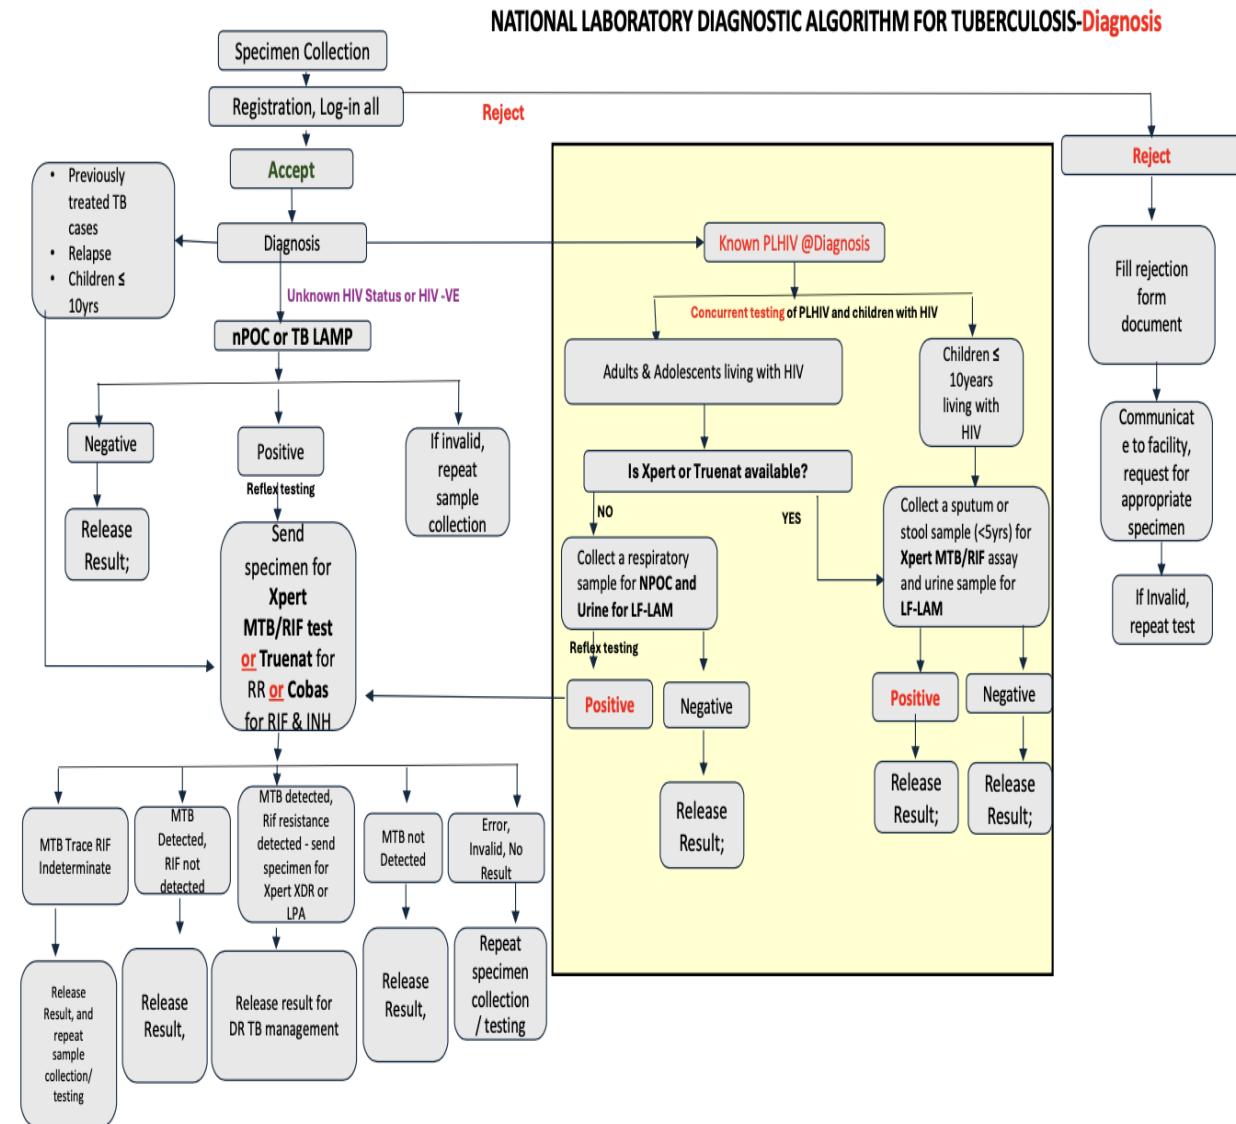 NATIONAL LABORATORY DIAGNOSTIC ALGORITHM FOR TUBERCULOSIS-Diagnosis
Specimen Collection
Registration, Log-in all
Reject
Accept
Reject
• Previously
treated TB
cases
• Relapse
• Children ≤
10yrs
Diagnosis
Known PLHIV @Diagnosis
Fill rejection
form
document
Unknown HIV Status or HIV -VE
nPOC or TB LAMP
Concurrent testing of PLHIV and children with HIV
Adults & Adolescents living with HIV
Children ≤
10years
living with
HIV
Negative
Positive
If invalid,
repeat
sample
collection
Communicat
e to facility,
request for
appropriate
specimen
Is Xpert or Truenat available?
Reflex testing
NO
YES
Release
Result;
Send
specimen for
Xpert
MTB/RIF test
or Truenat for
RR or Cobas
for RIF & INH
Collect a respiratory
sample for NPOC and
Urine for LF-LAM
Collect a sputum or
stool sample (<5yrs) for
Xpert MTB/RIF assay
and urine sample for
LF-LAM
If Invalid,
repeat test
Reflex testing
Positive
Negative
Positive
Negative
Release
Result;
Release
Result;
Release
Result;
MTB Trace RIF
Indeterminate
MTB
Detected,
RIF not
detected
MTB detected,
Rif resistance
detected - send
specimen for
Xpert XDR or
LPA
MTB not
Detected
Error,
Invalid, No
Result
Release
Result, and
repeat
sample
collection/
testing
Release
Result,
Release result for
DR TB management
Release
Result,
Repeat
specimen
collection
/ testing